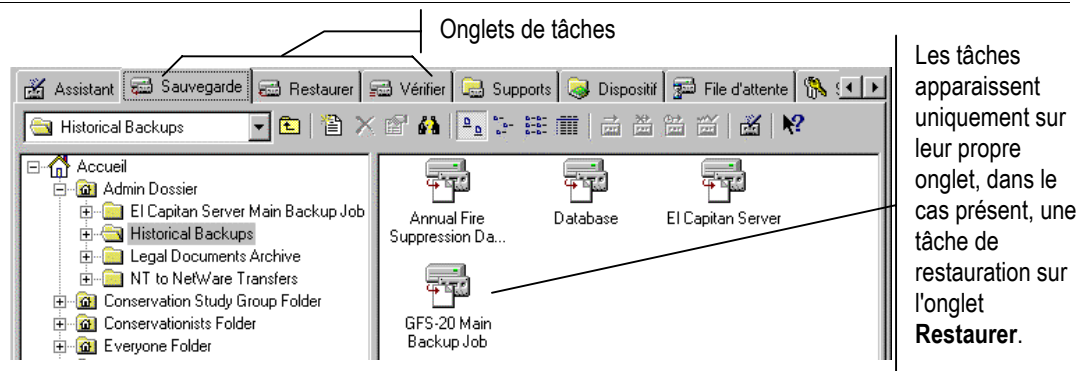 Onglets de tâches
Assistant
Sauvegarde
Restaurer
Vérifier
Supports
Dispositif
File d'attente
Historical Backups
Accueil
Admin Dossier
El Capitan Server Main Backup Job
Historical Backups
Legal Documents Archive
NT to NetWare Transfers
Conservation Study Group Folder
Conservationists Folder
Everyone Folder
Annual Fire
Suppression Da...
Database
El Capitan Server
GFS-20 Main
Backup Job
Les tâches
apparaissent
uniquement sur
leur propre
onglet, dans le
cas présent, une
tâche de
restauration sur
l'onglet
Restaurer.